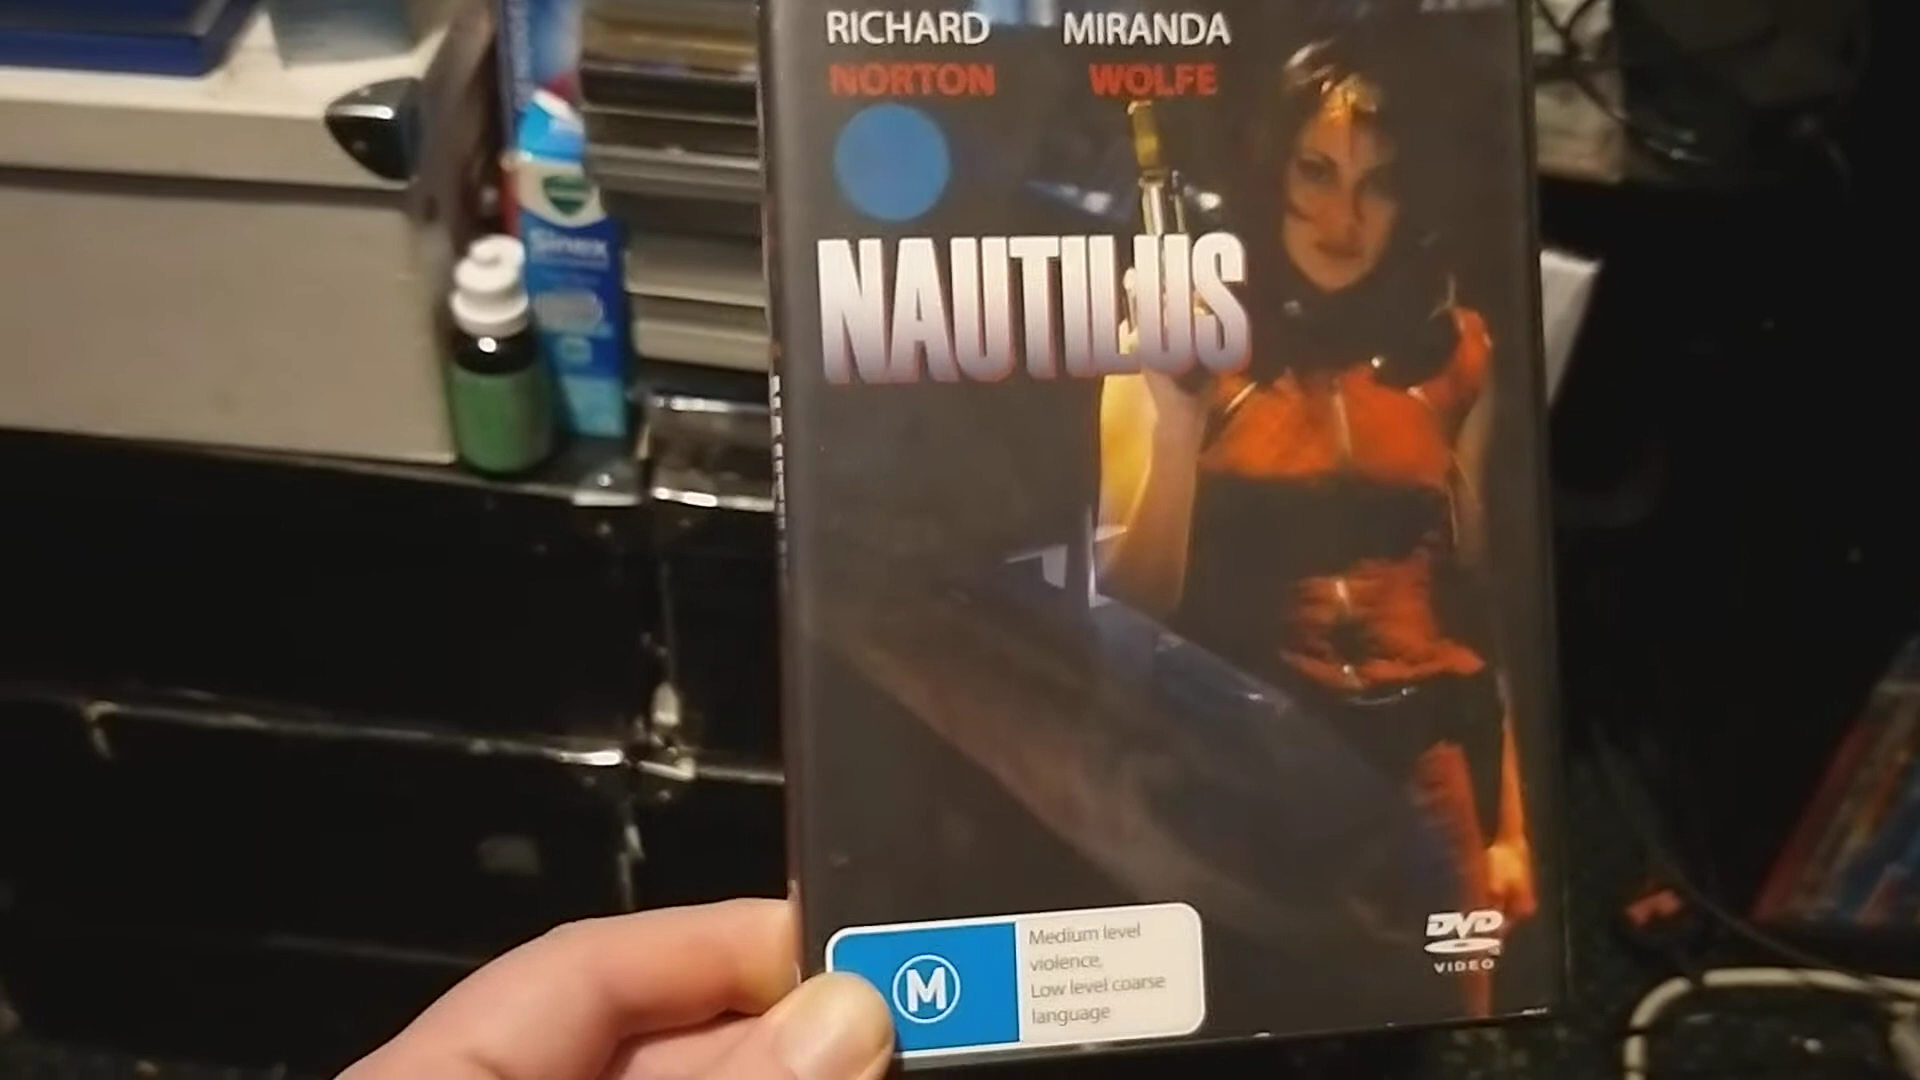 RICHARD MIRANDA
NORTON WOLFE
NAUTILUS
Sinex
M
Medium level
violence,
Low level coarse
language
DVD
VIDEO